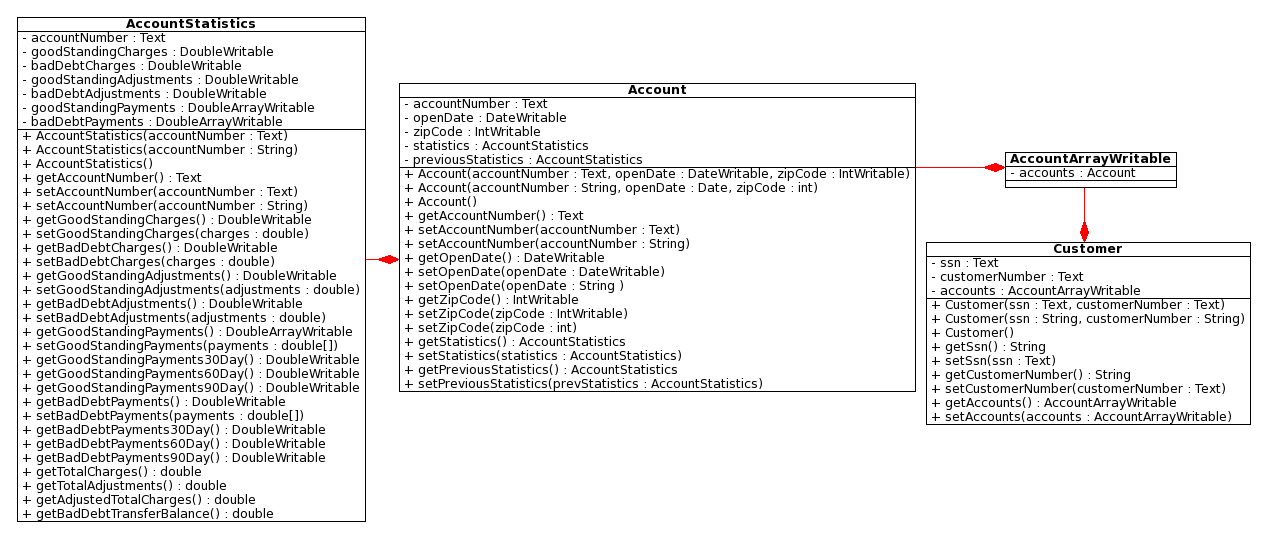 AccountStatistics
- accountNumber : Text
- goodStandingCharges : DoubleWritable
- badDebtCharges : DoubleWritable
- goodStandingAdjustments : DoubleWritable
- badDebtAdjustments : DoubleWritable
- goodStandingPayments : DoubleArrayWritable
- badDebtPayments : DoubleArrayWritable
+ AccountStatistics(accountNumber : Text)
+ AccountStatistics(accountNumber : String)
+ AccountStatistics()
+ getAccountNumber() : Text
+ setAccountNumber(accountNumber : Text)
+ setAccountNumber(accountNumber : String)
+ getGoodStandingCharges() : DoubleWritable
+ setGoodStandingCharges(charges : double)
+ getBadDebtCharges() : DoubleWritable
+ setBadDebtCharges(charges : double)
+ getGoodStandingAdjustments() : DoubleWritable
+ setGoodStandingAdjustments(adjustments : double)
+ getBadDebtAdjustments() : DoubleWritable
+ setBadDebtAdjustments(adjustments : double)
+ getGoodStandingPayments() : DoubleArrayWritable
+ setGoodStandingPayments(payments : double[])
+ getGoodStandingPayments30Day() : DoubleWritable
+ getGoodStandingPayments60Day() : DoubleWritable
+ getGoodStandingPayments90Day() : DoubleWritable
+ getBadDebtPayments() : DoubleWritable
+ setBadDebtPayments(payments : double[])
+ getBadDebtPayments30Day() : DoubleWritable
+ getBadDebtPayments60Day() : DoubleWritable
+ getBadDebtPayments90Day() : DoubleWritable
+ getTotalCharges() : double
+ getTotalAdjustments() : double
+ getAdjustedTotalCharges() : double
+ getBadDebtTransferBalance() : double
Account
- accountNumber : Text
- openDate : DateWritable
- zipCode : IntWritable
- statistics : AccountStatistics
- previousStatistics : AccountStatistics
+ Account(accountNumber : Text, openDate : DateWritable, zipCode : IntWritable)
+ Account(accountNumber : String, openDate : Date, zipCode : int)
+ Account()
+ getAccountNumber() : Text
+ setAccountNumber(accountNumber : Text)
+ setAccountNumber(accountNumber : String)
+ getOpenDate() : DateWritable
+ setOpenDate(openDate : DateWritable)
+ setOpenDate(openDate : String )
+ getZipCode() : IntWritable
+ setZipCode(zipCode : IntWritable)
+ setZipCode(zipCode : int)
+ getStatistics() : AccountStatistics
+ setStatistics(statistics : AccountStatistics)
+ getPreviousStatistics() : AccountStatistics
+ setPreviousStatistics(prevStatistics : AccountStatistics)
AccountArrayWritable
- accounts : Account
Customer
- ssn : Text
- customerNumber : Text
- accounts : AccountArrayWritable
+ Customer(ssn : Text, customerNumber : Text)
+ Customer(ssn : String, customerNumber : String)
+ Customer()
+ getSsn() : String
+ setSsn(ssn : Text)
+ getCustomerNumber() : String
+ setCustomerNumber(customerNumber : Text)
+ getAccounts() : AccountArrayWritable
+ setAccounts(accounts : AccountArrayWritable)